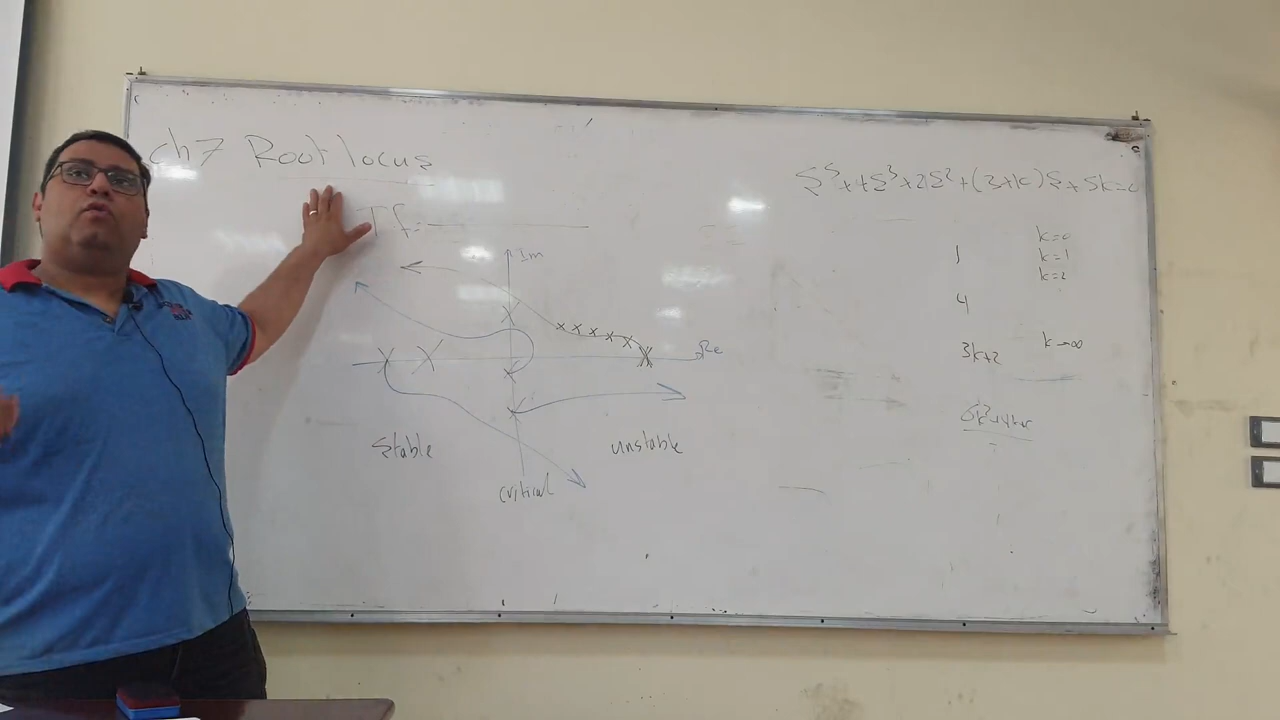 ch7 Root locus
Tf=
Im
Re
stable
unstable
critical
S⁵+4S³+2S²+(3+k)S+5k=0
k=0
1
k=1
k=2
4
3k+2
k→∞